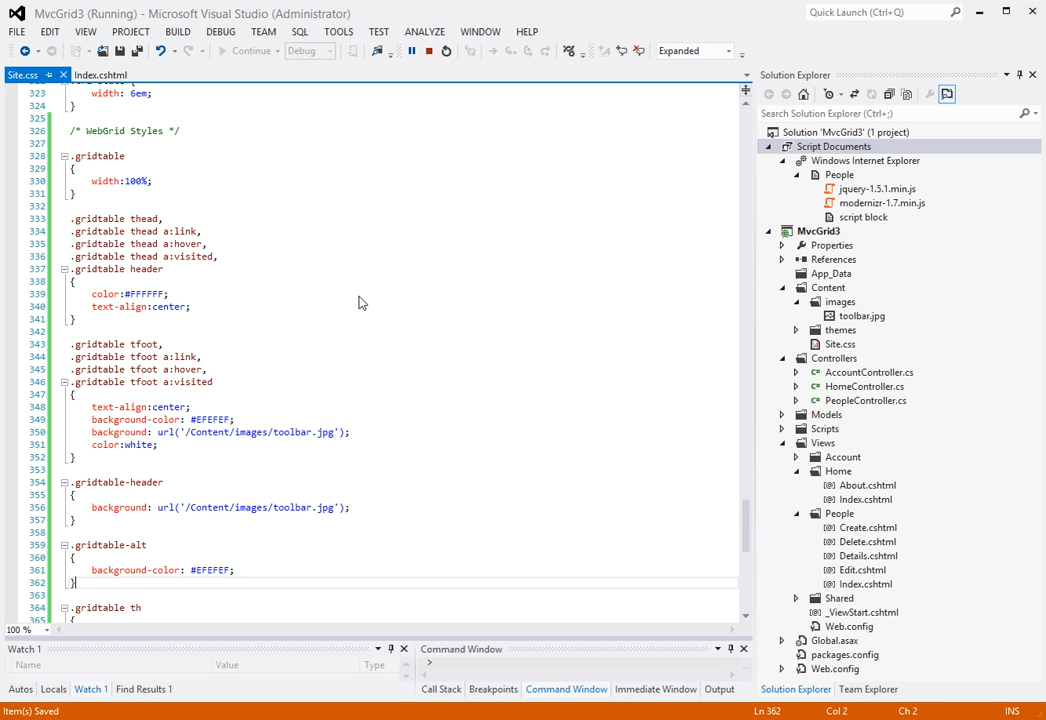 MvcGrid3 (Running) - Microsoft Visual Studio (Administrator)
Quick Launch (Ctrl+Q)
FILE EDIT VIEW PROJECT BUILD DEBUG TEAM SQL TOOLS TEST ANALYZE WINDOW HELP
Continue Debug Expanded
Site.css Index.cshtml
323 width: 6em;
324 }
325
326 /* WebGrid Styles */
327
328 .gridtable
329 {
330 width:100%;
331 }
332
333 .gridtable thead,
334 .gridtable thead a:link,
335 .gridtable thead a:hover,
336 .gridtable thead a:visited,
337 .gridtable header
338 {
339 color:#FFFFFF;
340 text-align:center;
341 }
342
343 .gridtable tfoot,
344 .gridtable tfoot a:link,
345 .gridtable tfoot a:hover,
346 .gridtable tfoot a:visited
347 {
348 text-align:center;
349 background-color: #EFEFEF;
350 background: url('/Content/images/toolbar.jpg');
351 color:white;
352 }
353
354 .gridtable-header
355 {
356 background: url('/Content/images/toolbar.jpg');
357 }
358
359 .gridtable-alt
360 {
361 background-color: #EFEFEF;
362 }
363
364 .gridtable th
365 {
100 %
Solution Explorer
Search Solution Explorer (Ctrl+;)
Solution 'MvcGrid3' (1 project)
Script Documents
Windows Internet Explorer
People
jquery-1.5.1.min.js
modernizr-1.7.min.js
script block
MvcGrid3
Properties
References
App_Data
Content
images
toolbar.jpg
themes
Site.css
Controllers
AccountController.cs
HomeController.cs
PeopleController.cs
Models
Scripts
Views
Account
Home
About.cshtml
Index.cshtml
People
Create.cshtml
Delete.cshtml
Details.cshtml
Edit.cshtml
Index.cshtml
Shared
_ViewStart.cshtml
Web.config
Global.asax
packages.config
Web.config
Watch 1
Name Value Type
Command Window
>
Autos Locals Watch 1 Find Results 1
Call Stack Breakpoints Command Window Immediate Window Output
Solution Explorer Team Explorer
Item(s) Saved
Ln 362 Col 2 Ch 2 INS